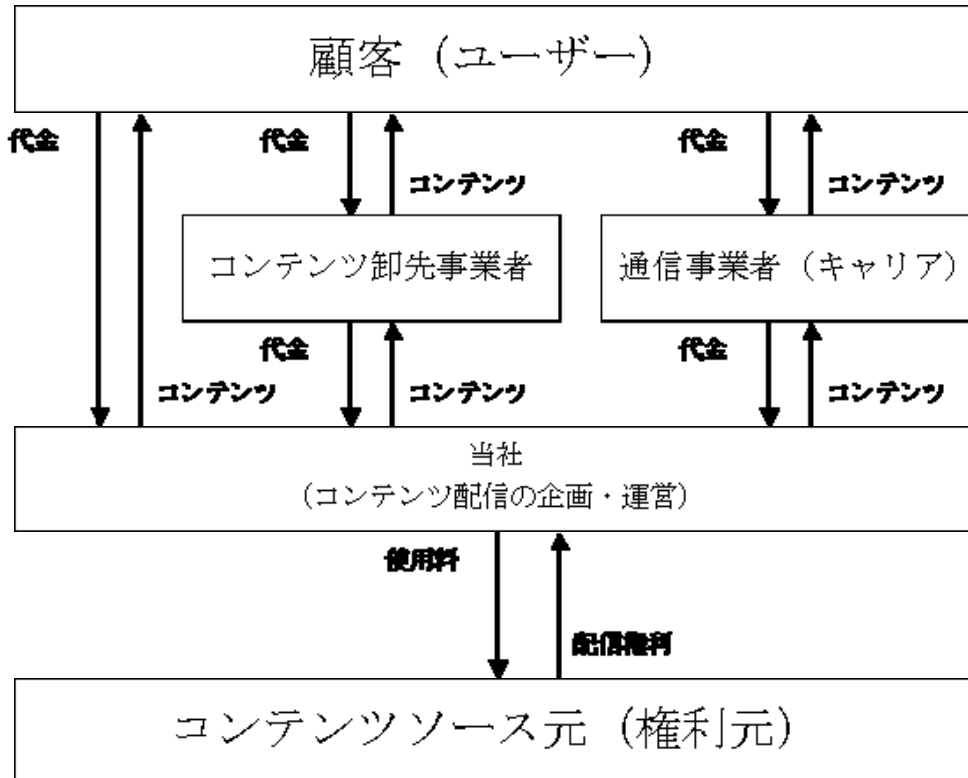 顧客（ユーザー）
代金
代金
代金
コンテンツ
コンテンツ
コンテンツ卸先事業者
通信事業者（キャリア）
代金
代金
コンテンツ
コンテンツ
コンテンツ
当社
（コンテンツ配信の企画・運営）
使用料
配信権利
コンテンツソース元（権利元）